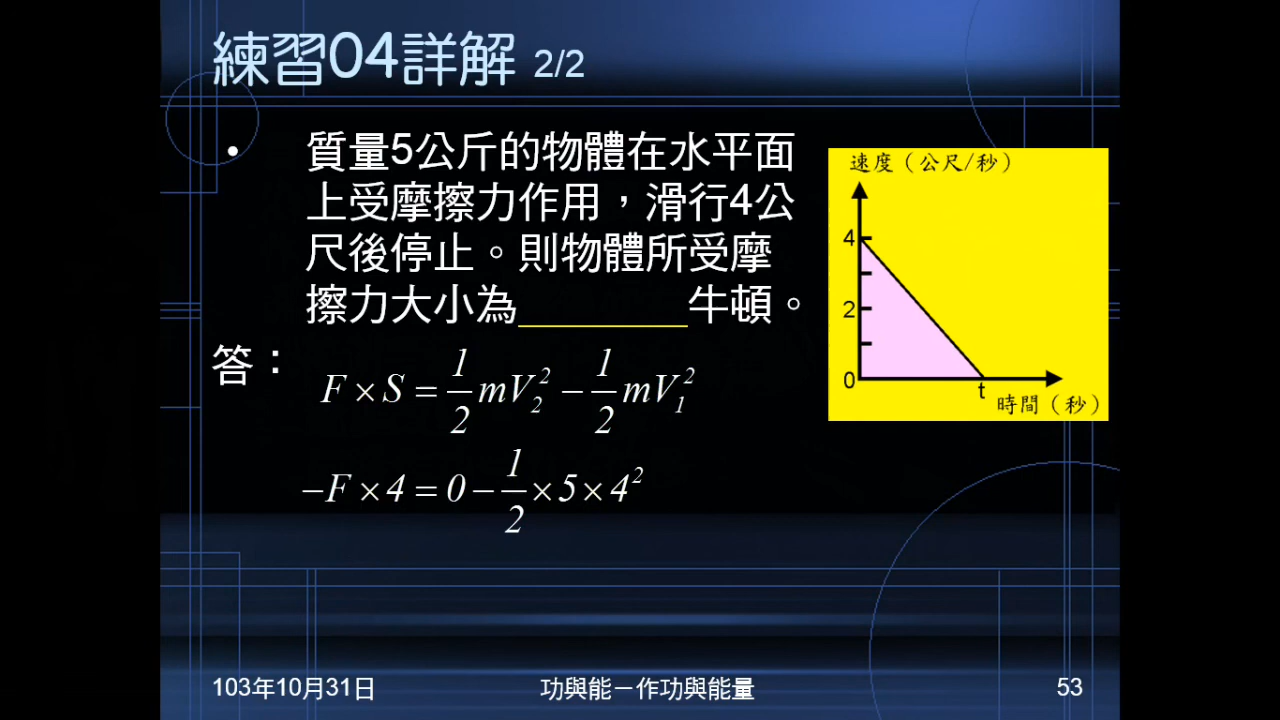 練習04詳解 2/2
• 質量5公斤的物體在水平面
上受摩擦力作用，滑行4公
尺後停止。則物體所受摩
擦力大小為________牛頓。
答：
F × S = 1/2 mV₂² − 1/2 mV₁²
−F × 4 = 0 − 1/2 × 5 × 4²
速度（公尺/秒）
4
2
0
t
時間（秒）
103年10月31日
功與能－作功與能量
53